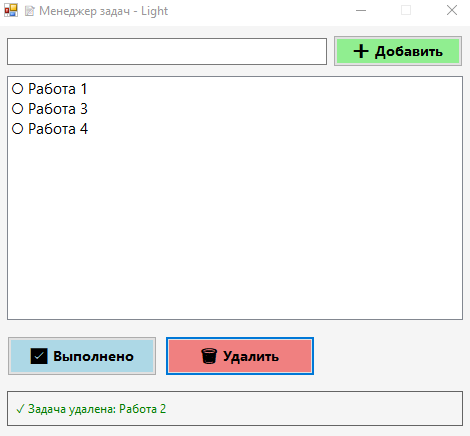 Менеджер задач - Light
Добавить
Работа 1
Работа 3
Работа 4
Выполнено
Удалить
✓ Задача удалена: Работа 2